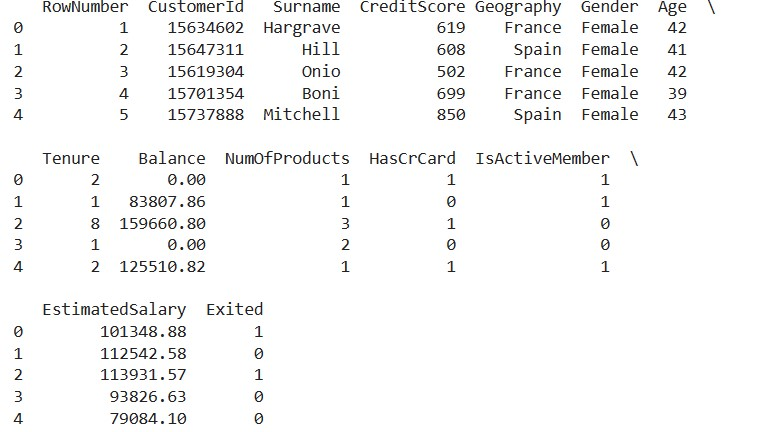 RowNumber  CustomerId   Surname  CreditScore Geography  Gender  Age  \
0          1    15634602  Hargrave          619    France  Female   42
1          2    15647311      Hill          608     Spain  Female   41
2          3    15619304      Onio          502    France  Female   42
3          4    15701354      Boni          699    France  Female   39
4          5    15737888  Mitchell          850     Spain  Female   43
   Tenure    Balance  NumOfProducts  HasCrCard  IsActiveMember  \
0       2       0.00              1          1               1
1       1   83807.86              1          0               1
2       8  159660.80              3          1               0
3       1       0.00              2          0               0
4       2  125510.82              1          1               1
   EstimatedSalary  Exited
0        101348.88       1
1        112542.58       0
2        113931.57       1
3         93826.63       0
4         79084.10       0